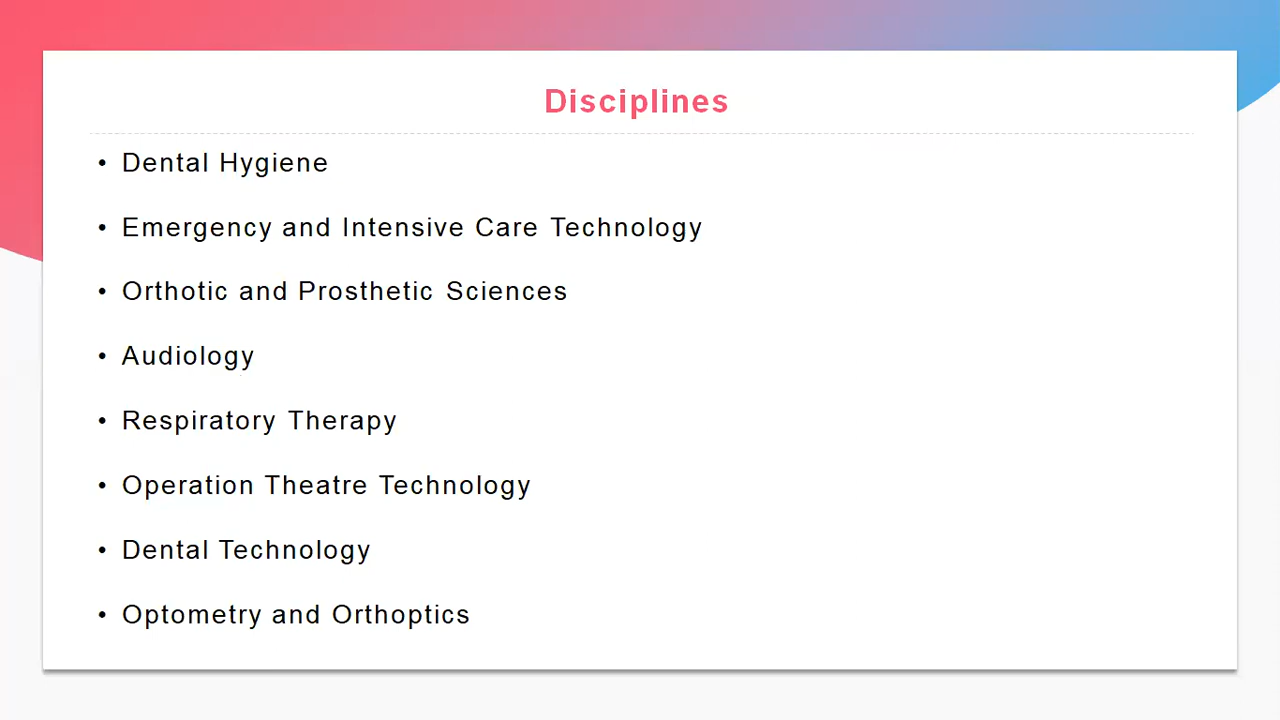 Disciplines
• Dental Hygiene
• Emergency and Intensive Care Technology
• Orthotic and Prosthetic Sciences
• Audiology
• Respiratory Therapy
• Operation Theatre Technology
• Dental Technology
• Optometry and Orthoptics